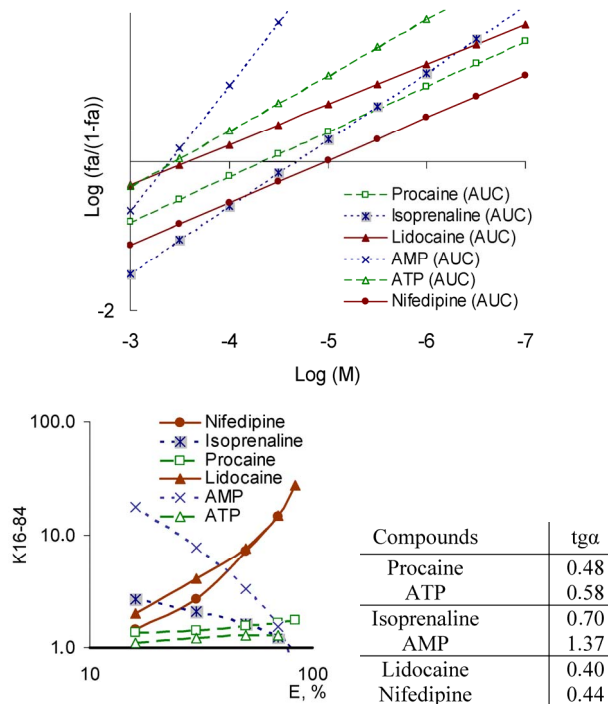 Log (fa/(1-fa))
Procaine (AUC)
Isoprenaline (AUC)
Lidocaine (AUC)
AMP (AUC)
ATP (AUC)
Nifedipine (AUC)
-2
-3 -4 -5 -6 -7
Log (M)
100.0
10.0
1.0
K16-84
Nifedipine
Isoprenaline
Procaine
Lidocaine
AMP
ATP
10 100
E, %
Compounds tgα
Procaine 0.48
ATP 0.58
Isoprenaline 0.70
AMP 1.37
Lidocaine 0.40
Nifedipine 0.44